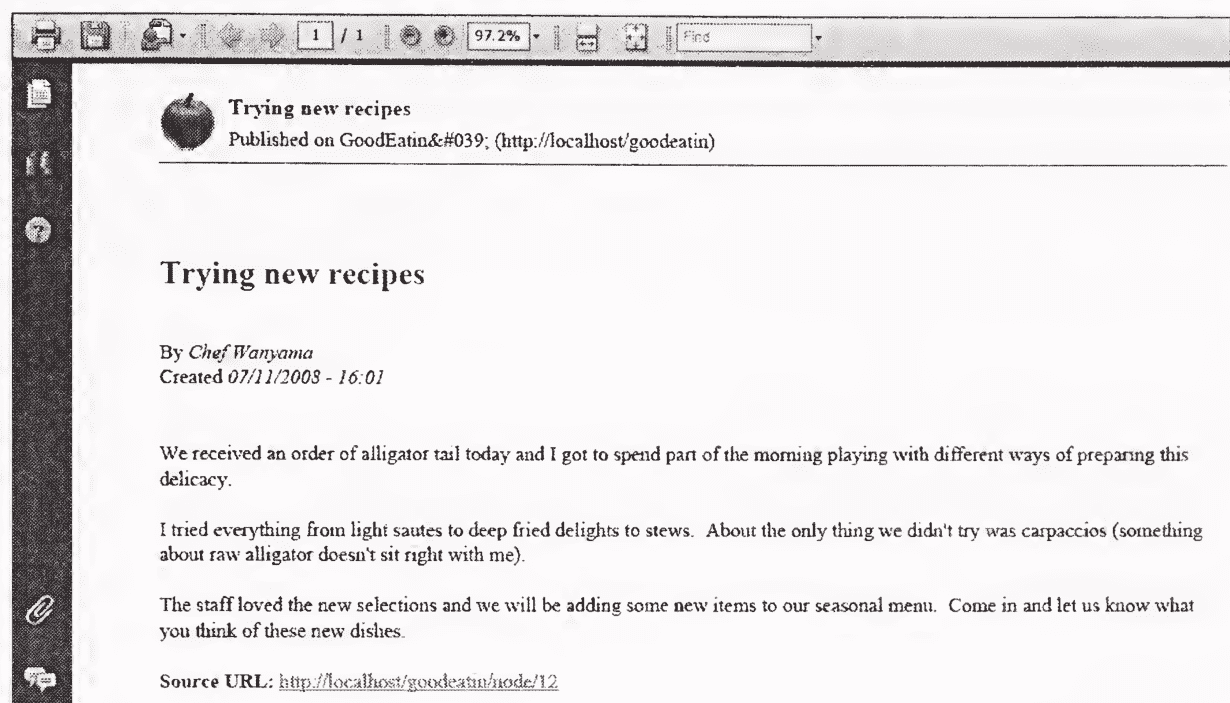 1 / 1 97.2% Find
Trying new recipes
Published on GoodEatin&#039; (http://localhost/goodeatin)
Trying new recipes
By Chef Wanyama
Created 07/11/2008 - 16:01
We received an order of alligator tail today and I got to spend part of the morning playing with different ways of preparing this
delicacy.
I tried everything from light sautes to deep fried delights to stews. About the only thing we didn't try was carpaccios (something
about raw alligator doesn't sit right with me).
The staff loved the new selections and we will be adding some new items to our seasonal menu. Come in and let us know what
you think of these new dishes.
Source URL: http://localhost/goodeatin/node/12